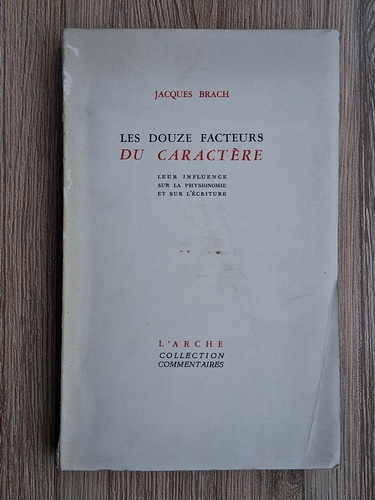 JACQUES BRACH
LES DOUZE FACTEURS
DU CARACTÈRE
LEUR INFLUENCE
SUR LA PHYSIONOMIE
ET SUR L'ÉCRITURE
L'ARCHE
COLLECTION
COMMENTAIRES